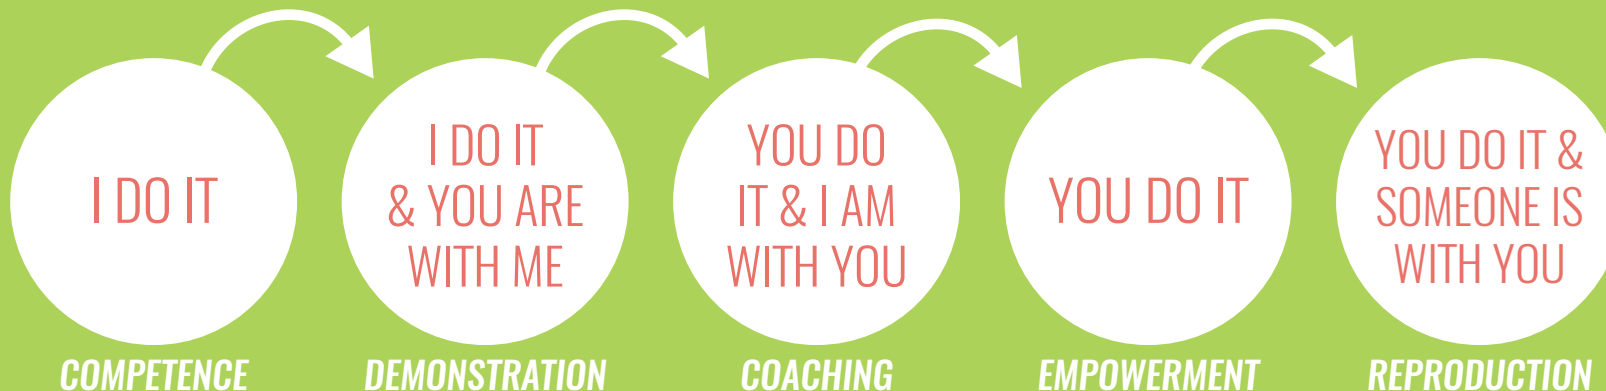 I DO IT
I DO IT
& YOU ARE
WITH ME
YOU DO
IT & I AM
WITH YOU
YOU DO IT
YOU DO IT &
SOMEONE IS
WITH YOU
COMPETENCE
DEMONSTRATION
COACHING
EMPOWERMENT
REPRODUCTION